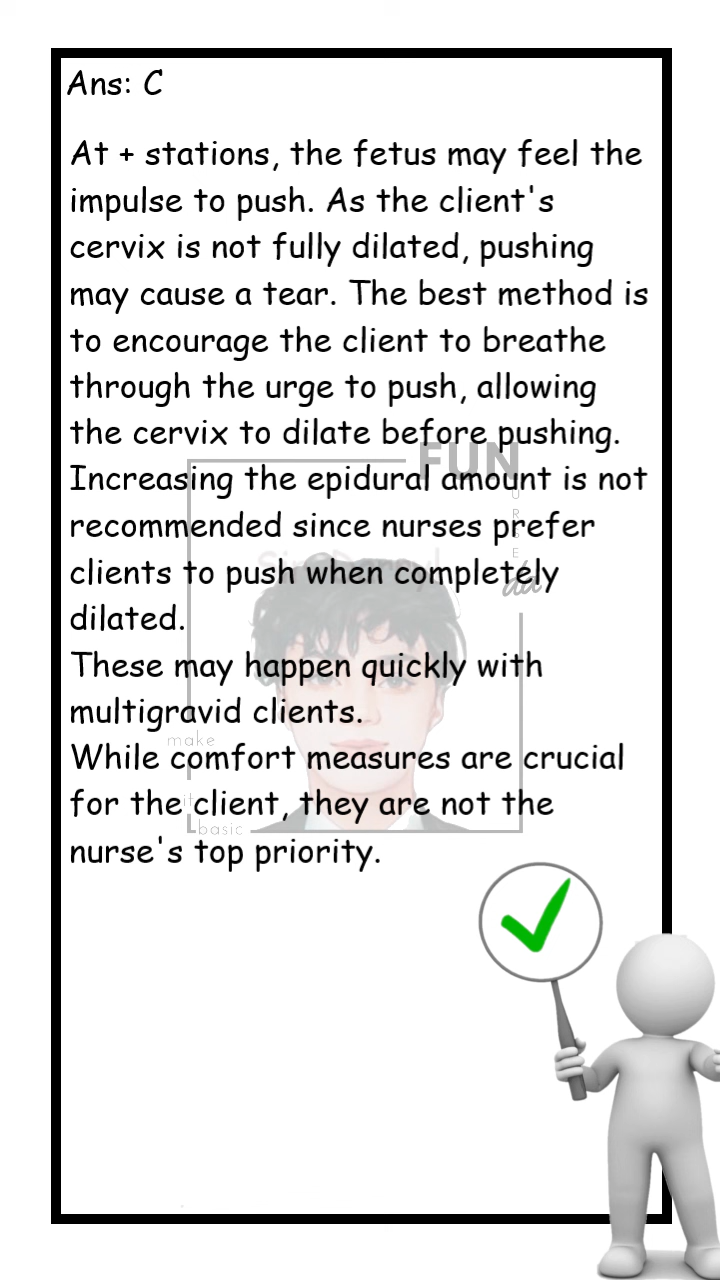 Ans: C
At + stations, the fetus may feel the
impulse to push. As the client's
cervix is not fully dilated, pushing
may cause a tear. The best method is
to encourage the client to breathe
through the urge to push, allowing
the cervix to dilate before pushing.
FUN
Increasing the epidural amount is not
recommended since nurses prefer
clients to push when completely
dilated.
These may happen quickly with
multigravid clients.
make
While comfort measures are crucial
for the client, they are not the
it
basic
nurse's top priority.